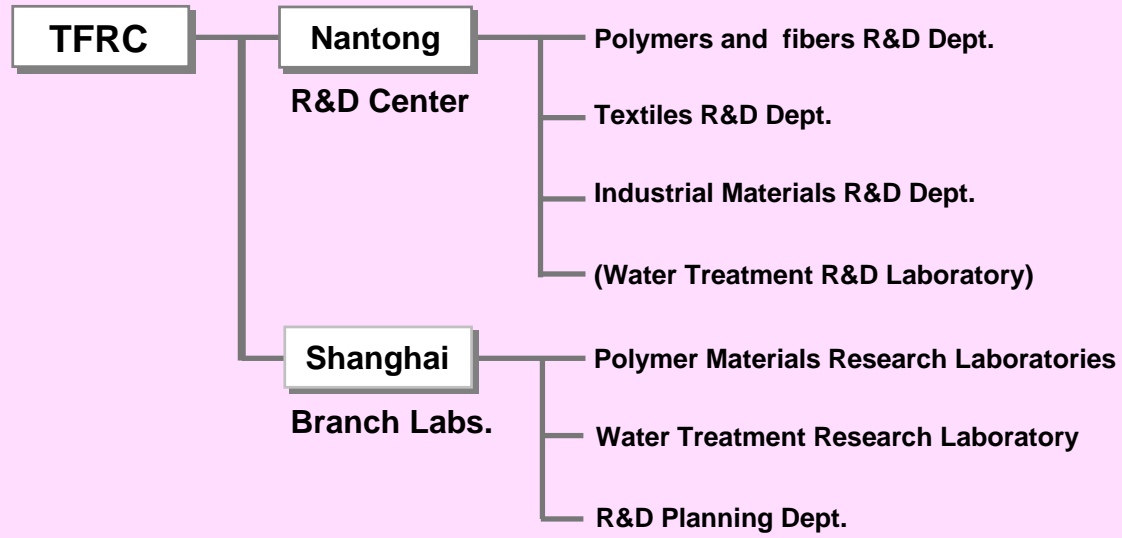 TFRC
Nantong
R&D Center
Polymers and fibers R&D Dept.
Textiles R&D Dept.
Industrial Materials R&D Dept.
(Water Treatment R&D Laboratory)
Shanghai
Branch Labs.
Polymer Materials Research Laboratories
Water Treatment Research Laboratory
R&D Planning Dept.